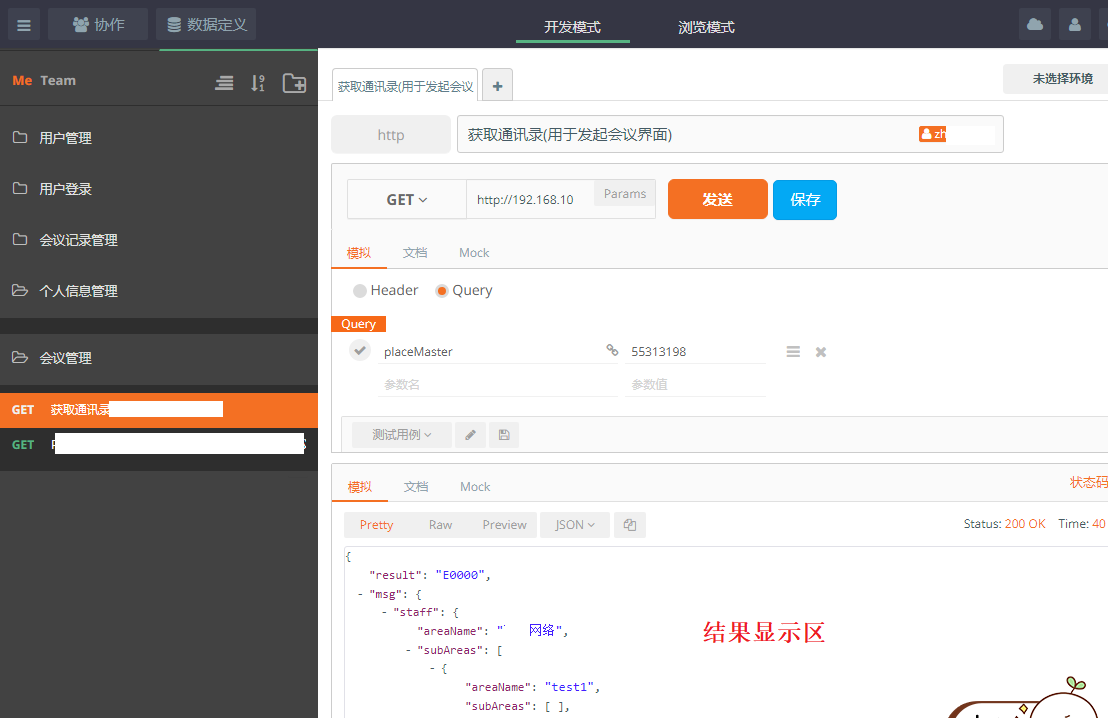 协作 数据定义 开发模式 浏览模式
Me Team
获取通讯录(用于发起会议 +
未选择环境
http 获取通讯录(用于发起会议界面) zh
用户管理
用户登录
会议记录管理
个人信息管理
会议管理
GET 获取通讯录
GET
GET http://192.168.10 Params 发送 保存
模拟 文档 Mock
Header Query
Query
placeMaster 55313198
参数名 参数值
测试用例
模拟 文档 Mock 状态码
Pretty Raw Preview JSON Status: 200 OK Time: 40
{
"result": "E0000",
- "msg": {
- "staff": {
"areaName": " 网络",
- "subAreas": [
- {
"areaName": "test1",
"subAreas": [ ],
结果显示区